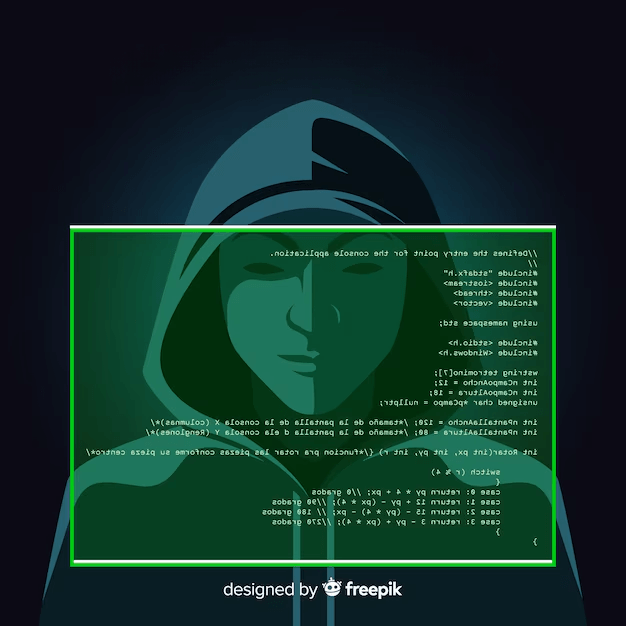 //Defines the entry point for the console application.
//
#include "stdafx.h"
#include <iostream>
#include <thread>
#include <vector>
using namespace std;
#include <stdio.h>
#include <Windows.h>
wstring tetromino[7];
int nCampoAncho = 12;
int nCampoAltura = 18;
unsigned char *pCampo = nullptr;
int nPantallaAncho = 120; /*tamaño de la pantalla de la consola X (columnas)*/
int nPantallaAltura = 80; /*tamaño de la pantalla ela consola Y (Renglones)*/
int Rotar(int px, int py, int r) {/*funcion pra rotar las piezas conforme su pieza centro*/
switch (r % 4)
{
case 0: return py * 4 + px; //0 grados
case 1: return 12 + py - (px * 4); //90 grados
case 2: return 15 - (py * 4) - px; // 180 grados
case 3: return 3 - py + (px * 4); //270 grados
}
}
designed by freepik